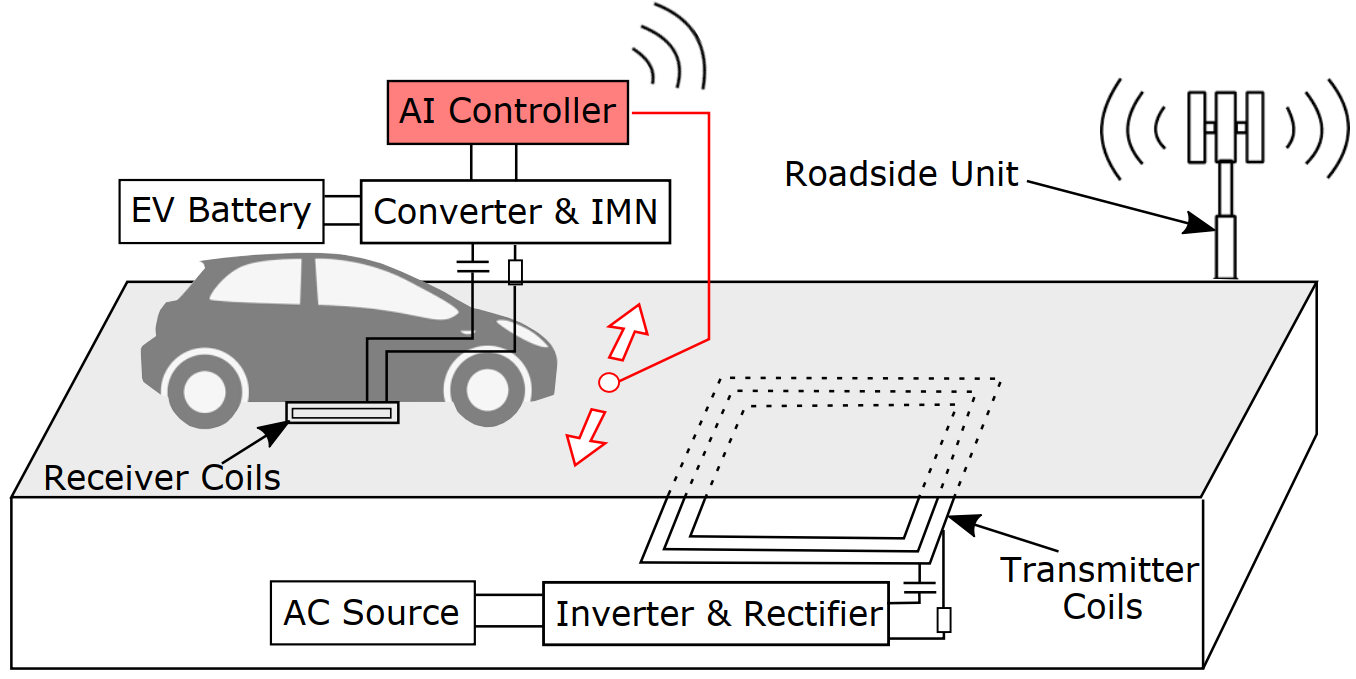 AI Controller
Roadside Unit
EV Battery
Converter & IMN
Receiver Coils
Transmitter
Coils
AC Source
Inverter & Rectifier